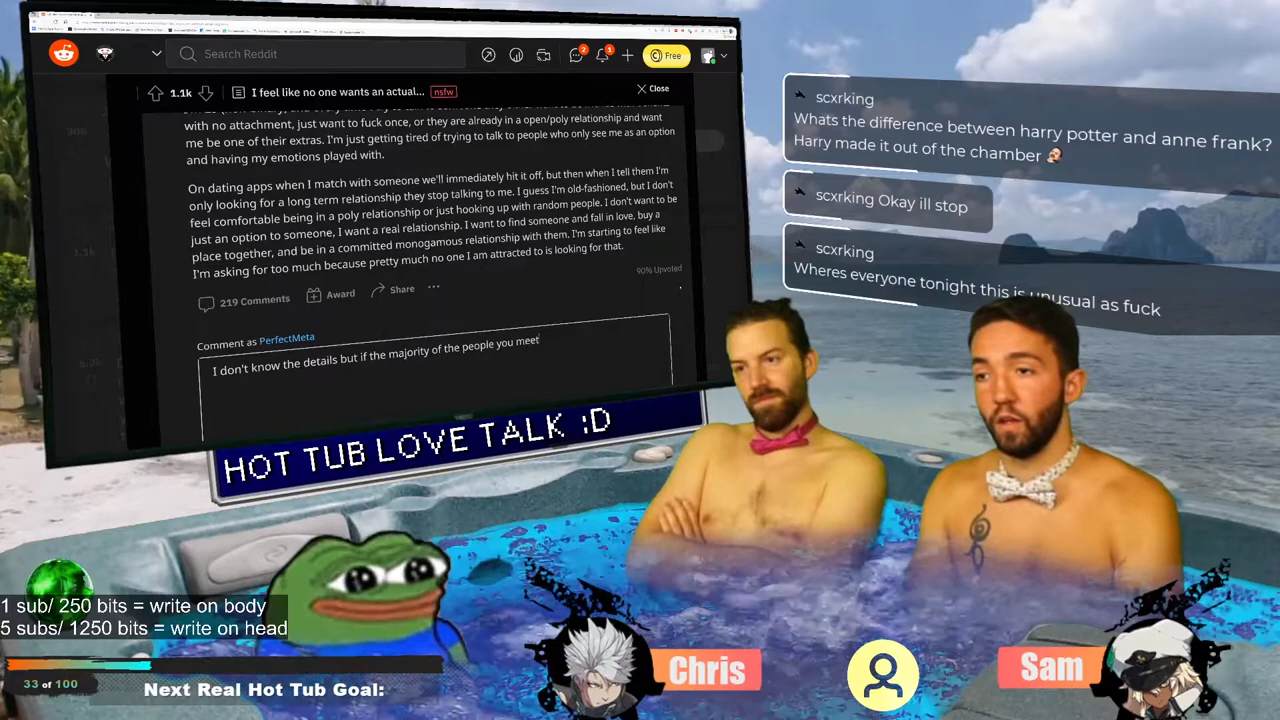 Search Reddit
2
1
Free
1.1k
I feel like no one wants an actual...
nsfw
Close
with no attachment, just want to fuck once, or they are already in a open/poly relationship and want
me be one of their extras. I'm just getting tired of trying to talk to people who only see me as an option
and having my emotions played with.
On dating apps when I match with someone we'll immediately hit it off, but then when I tell them I'm
only looking for a long term relationship they stop talking to me. I guess I'm old-fashioned, but I don't
feel comfortable being in a poly relationship or just hooking up with random people. I don't want to be
just an option to someone, I want a real relationship. I want to find someone and fall in love, buy a
place together, and be in a committed monogamous relationship with them. I'm starting to feel like
I'm asking for too much because pretty much no one I am attracted to is looking for that.
90% Upvoted
219 Comments
Award
Share
Comment as PerfectMeta
I don't know the details but if the majority of the people you meet
HOT TUB LOVE TALK :D
scxrking
Whats the difference between harry potter and anne frank?
Harry made it out of the chamber
scxrking Okay ill stop
scxrking
Wheres everyone tonight this is unusual as fuck
1 sub/ 250 bits = write on body
5 subs/ 1250 bits = write on head
33 of 100
Next Real Hot Tub Goal:
Chris
Sam